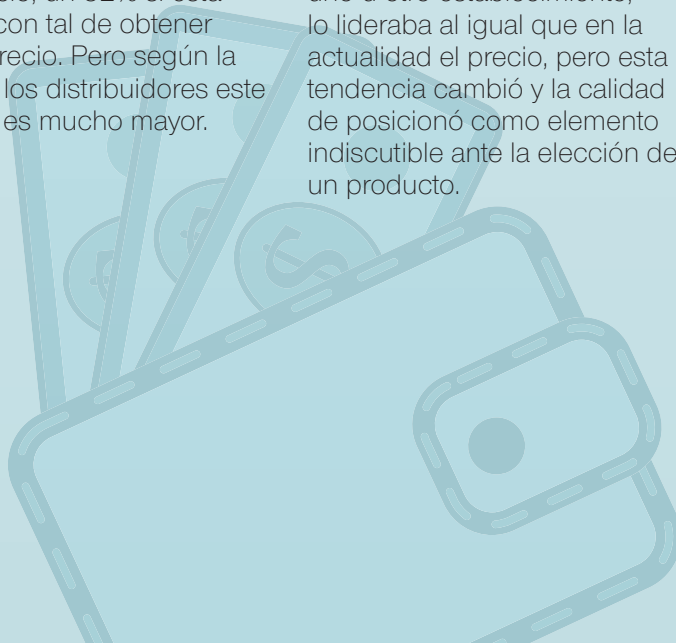 con tal de obtener
recio. Pero según la
los distribuidores este
es mucho mayor.
lo lideraba al igual que en la
actualidad el precio, pero esta
tendencia cambió y la calidad
de posicionó como elemento
indiscutible ante la elección de
un producto.